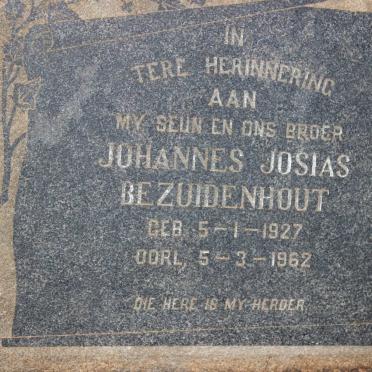 IN
TERE HERINNERING
AAN
MY SEUN EN ONS BROER
JOHANNES JOSIAS
BEZUIDENHOUT
GEB. 5-1-1927
OORL. 5-3-1962
DIE HERE IS MY HERDER